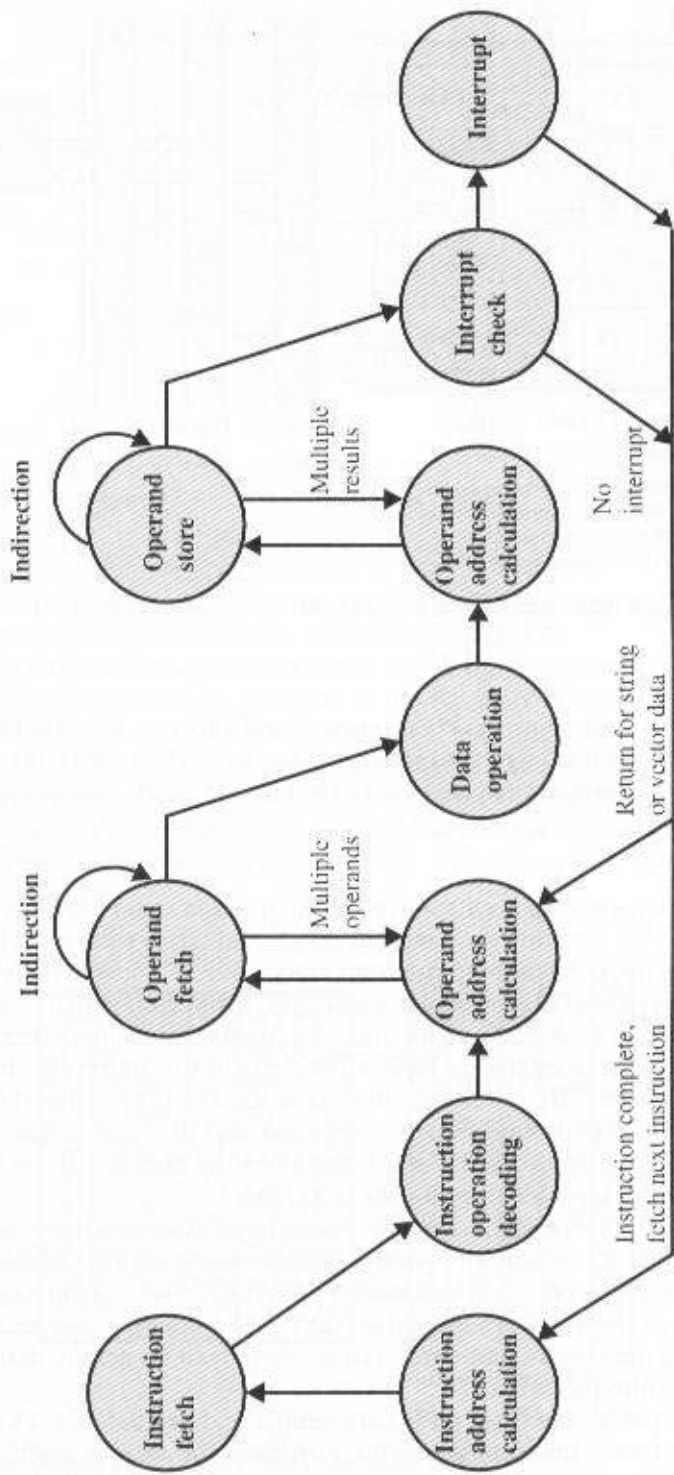 Indirection
Indirection
Instruction
fetch
Operand
fetch
Operand
store
Multiple
operands
Multiple
results
Instruction
address
calculation
Instruction
operation
decoding
Operand
address
calculation
Data
operation
Operand
address
calculation
Interrupt
check
Interrupt
Instruction complete,
fetch next instruction
Return for string
or vector data
No
interrupt